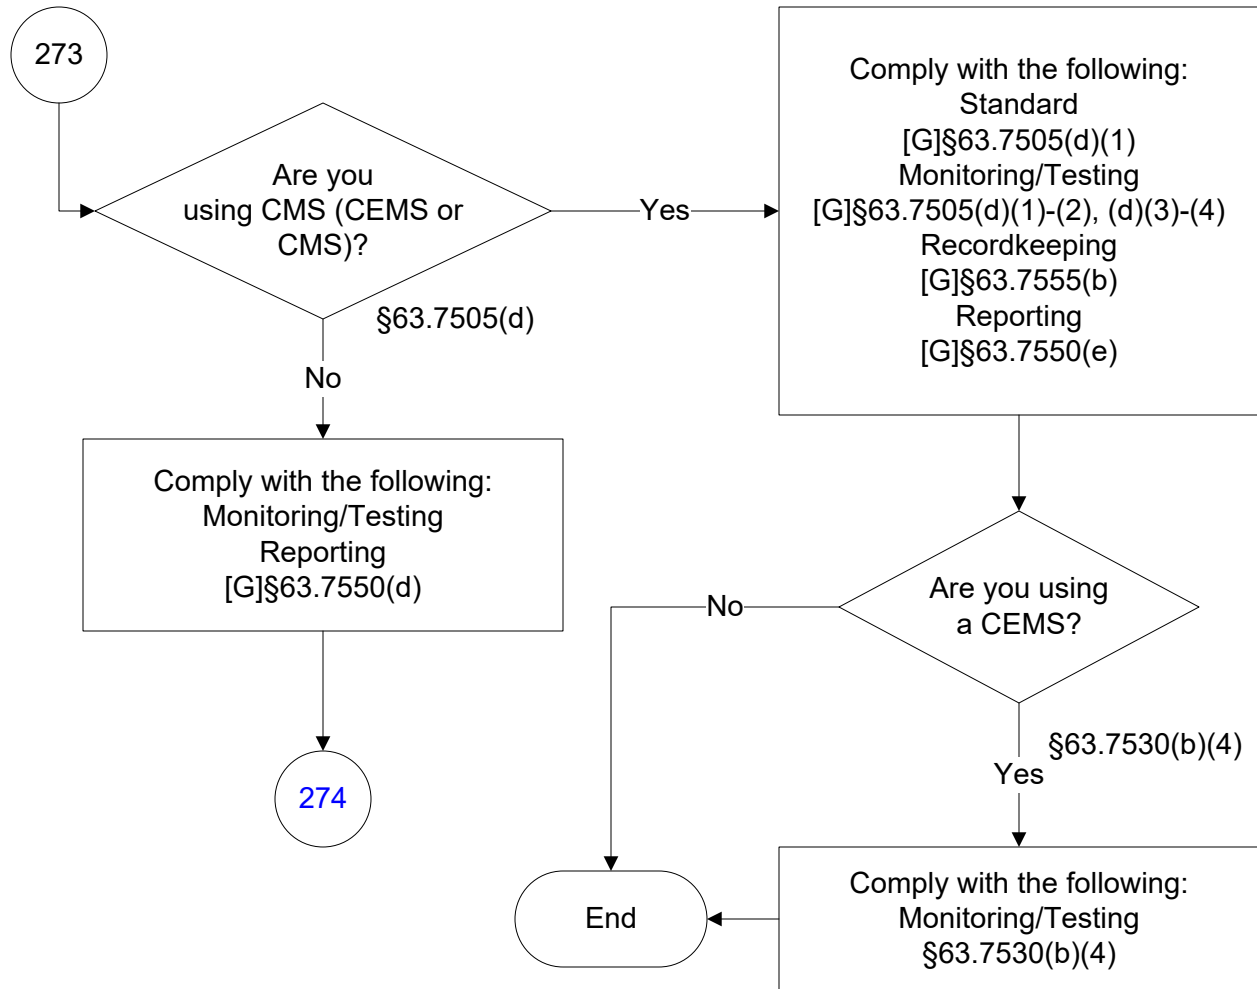 273
Are you
using CMS (CEMS or
CMS)?
§63.7505(d)
Yes
No
Comply with the following:
Standard
[G]§63.7505(d)(1)
Monitoring/Testing
[G]§63.7505(d)(1)-(2), (d)(3)-(4)
Recordkeeping
[G]§63.7555(b)
Reporting
[G]§63.7550(e)
Comply with the following:
Monitoring/Testing
Reporting
[G]§63.7550(d)
274
Are you using
a CEMS?
No
§63.7530(b)(4)
Yes
Comply with the following:
Monitoring/Testing
§63.7530(b)(4)
End